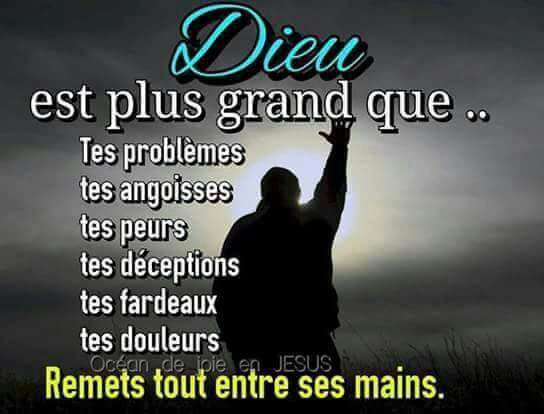 Dieu
est plus grand que ..
Tes problèmes
tes angoisses
tes peurs
tes déceptions
tes fardeaux
tes douleurs
Océan de joie en JESUS
Remets tout entre ses mains.